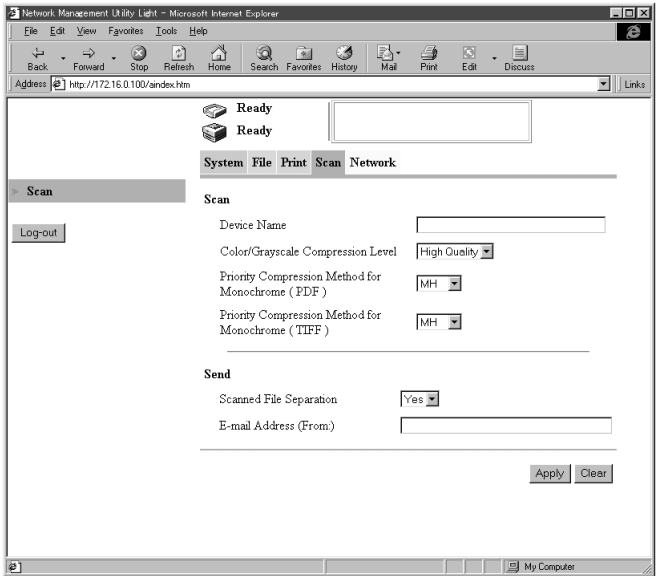 Network Management Utility Light - Microsoft Internet Explorer
File Edit View Favorites Tools Help
Back Forward Stop Refresh Home Search Favorites History Mail Print Edit Discuss
Address http://172.16.0.100/aindex.htm Links
Ready
Ready
System File Print Scan Network
Scan
Log-out
Scan
Device Name
Color/Grayscale Compression Level High Quality
Priority Compression Method for
Monochrome ( PDF ) MH
Priority Compression Method for
Monochrome ( TIFF ) MH
Send
Scanned File Separation Yes
E-mail Address (From:)
Apply Clear
My Computer